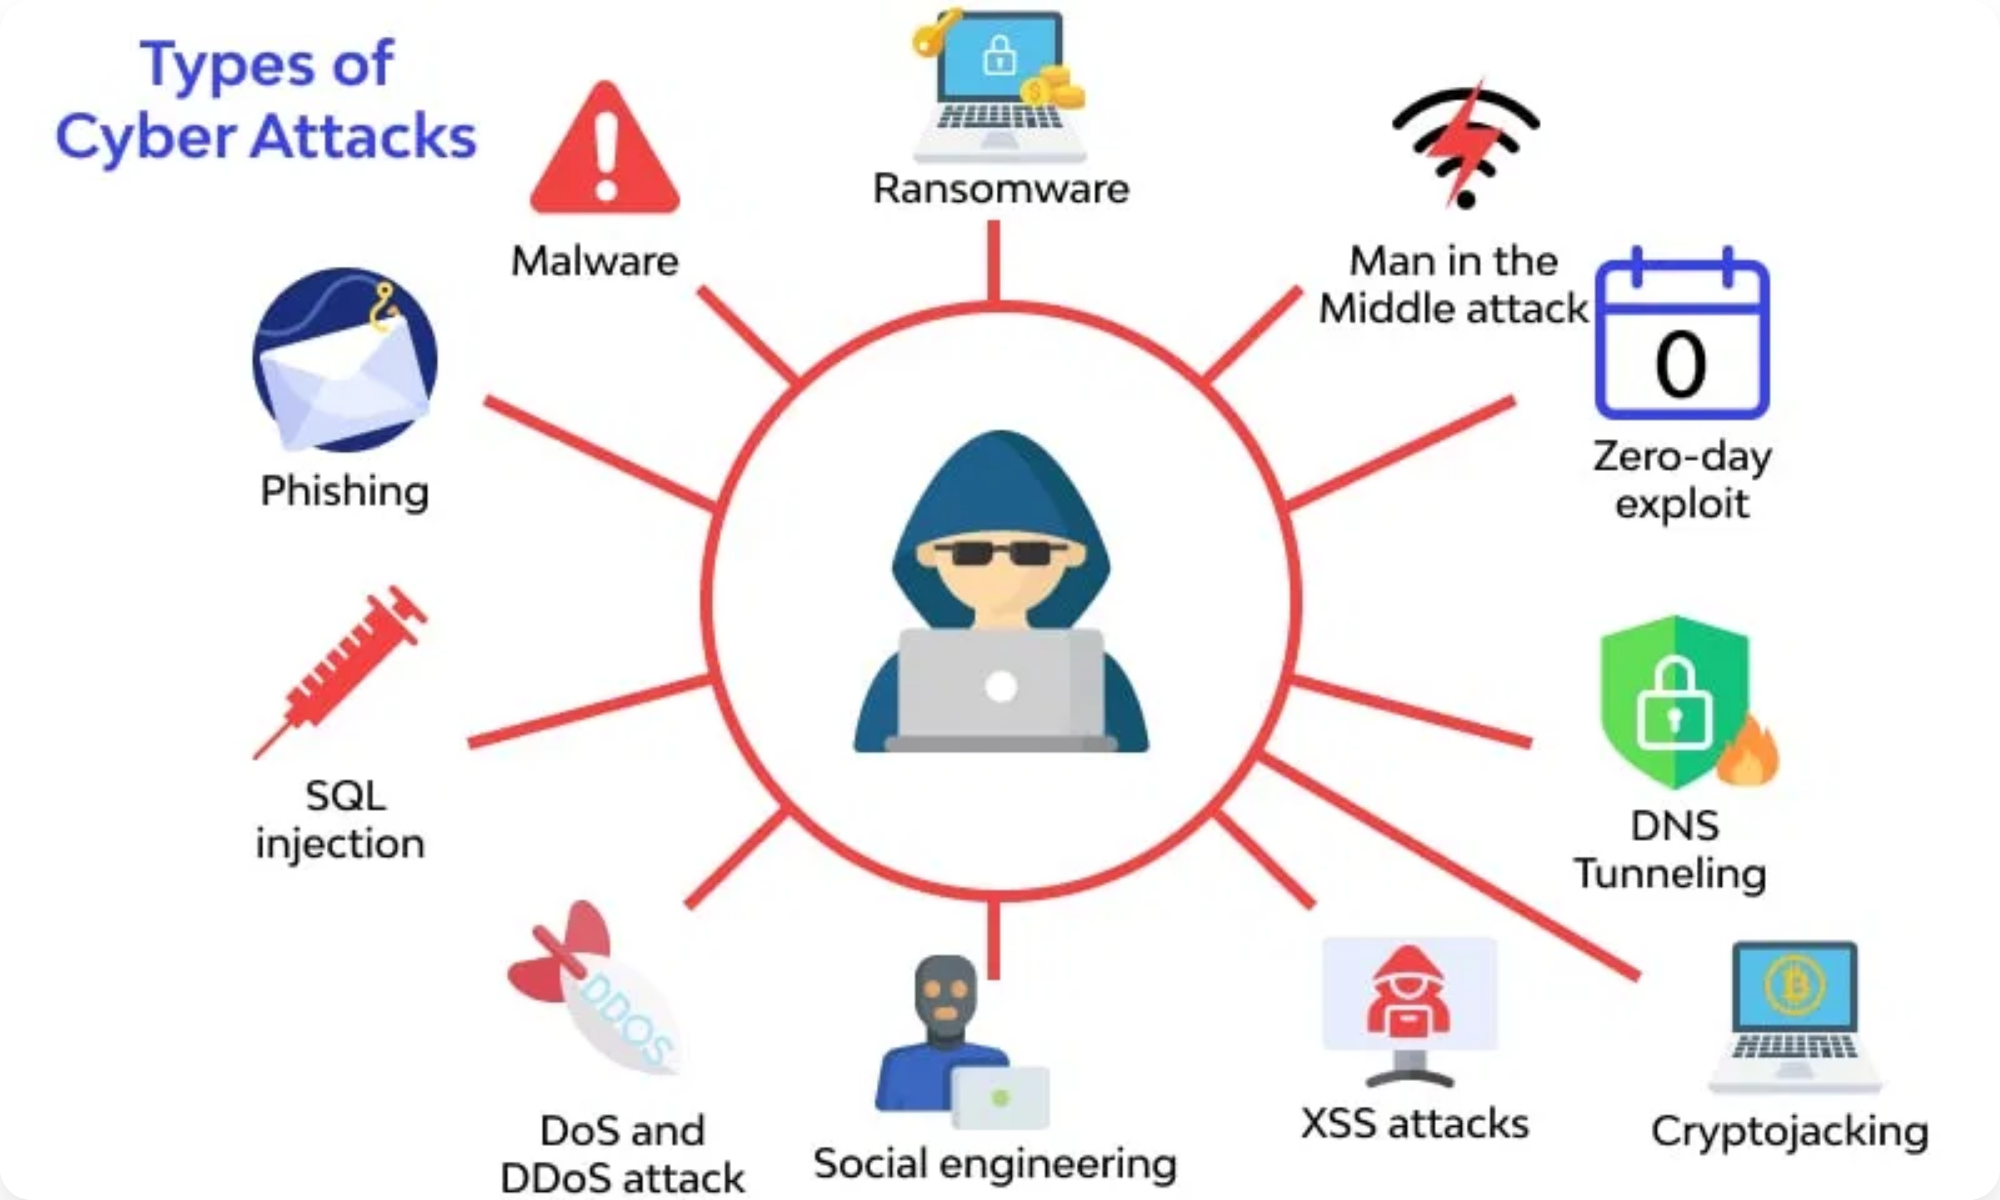 Types of
Cyber Attacks
Ransomware
Malware
Man in the
Middle attack
0
Phishing
Zero-day
exploit
SQL
injection
DNS
Tunneling
DDOS
DoS and
DDoS attack
Social engineering
XSS attacks
Cryptojacking